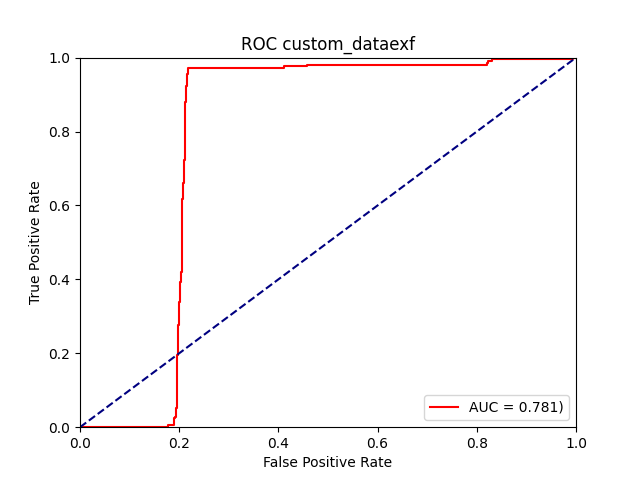 ROC custom_dataexf
1.0
0.8
0.6
0.4
0.2
0.0
True Positive Rate
AUC = 0.781)
0.0 0.2 0.4 0.6 0.8 1.0
False Positive Rate